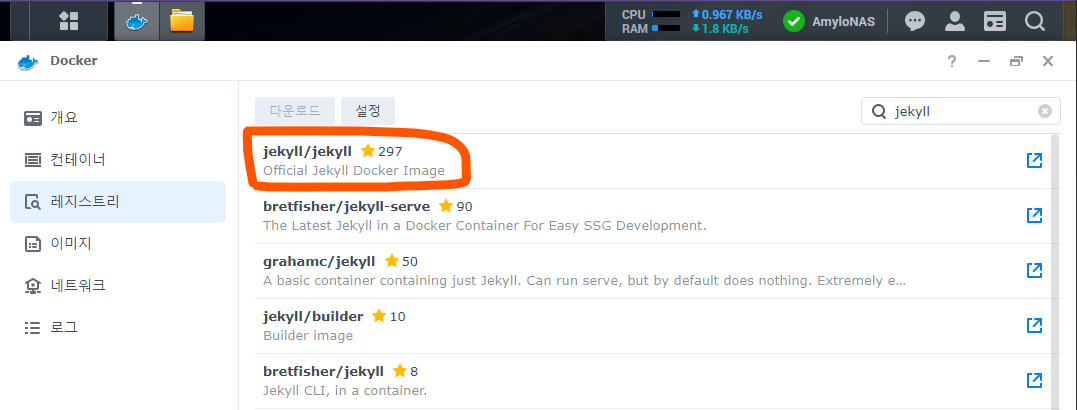 CPU 0.967 KB/s
RAM 1.8 KB/s
AmyloNAS
Docker
개요
컨테이너
레지스트리
이미지
네트워크
로그
다운로드 설정 jekyll
jekyll/jekyll 297
Official Jekyll Docker Image
bretfisher/jekyll-serve 90
The Latest Jekyll in a Docker Container For Easy SSG Development.
grahamc/jekyll 50
A basic container containing just Jekyll. Can run serve, but by default does nothing. Extremely e...
jekyll/builder 10
Builder image
bretfisher/jekyll 8
Jekyll CLI, in a container.